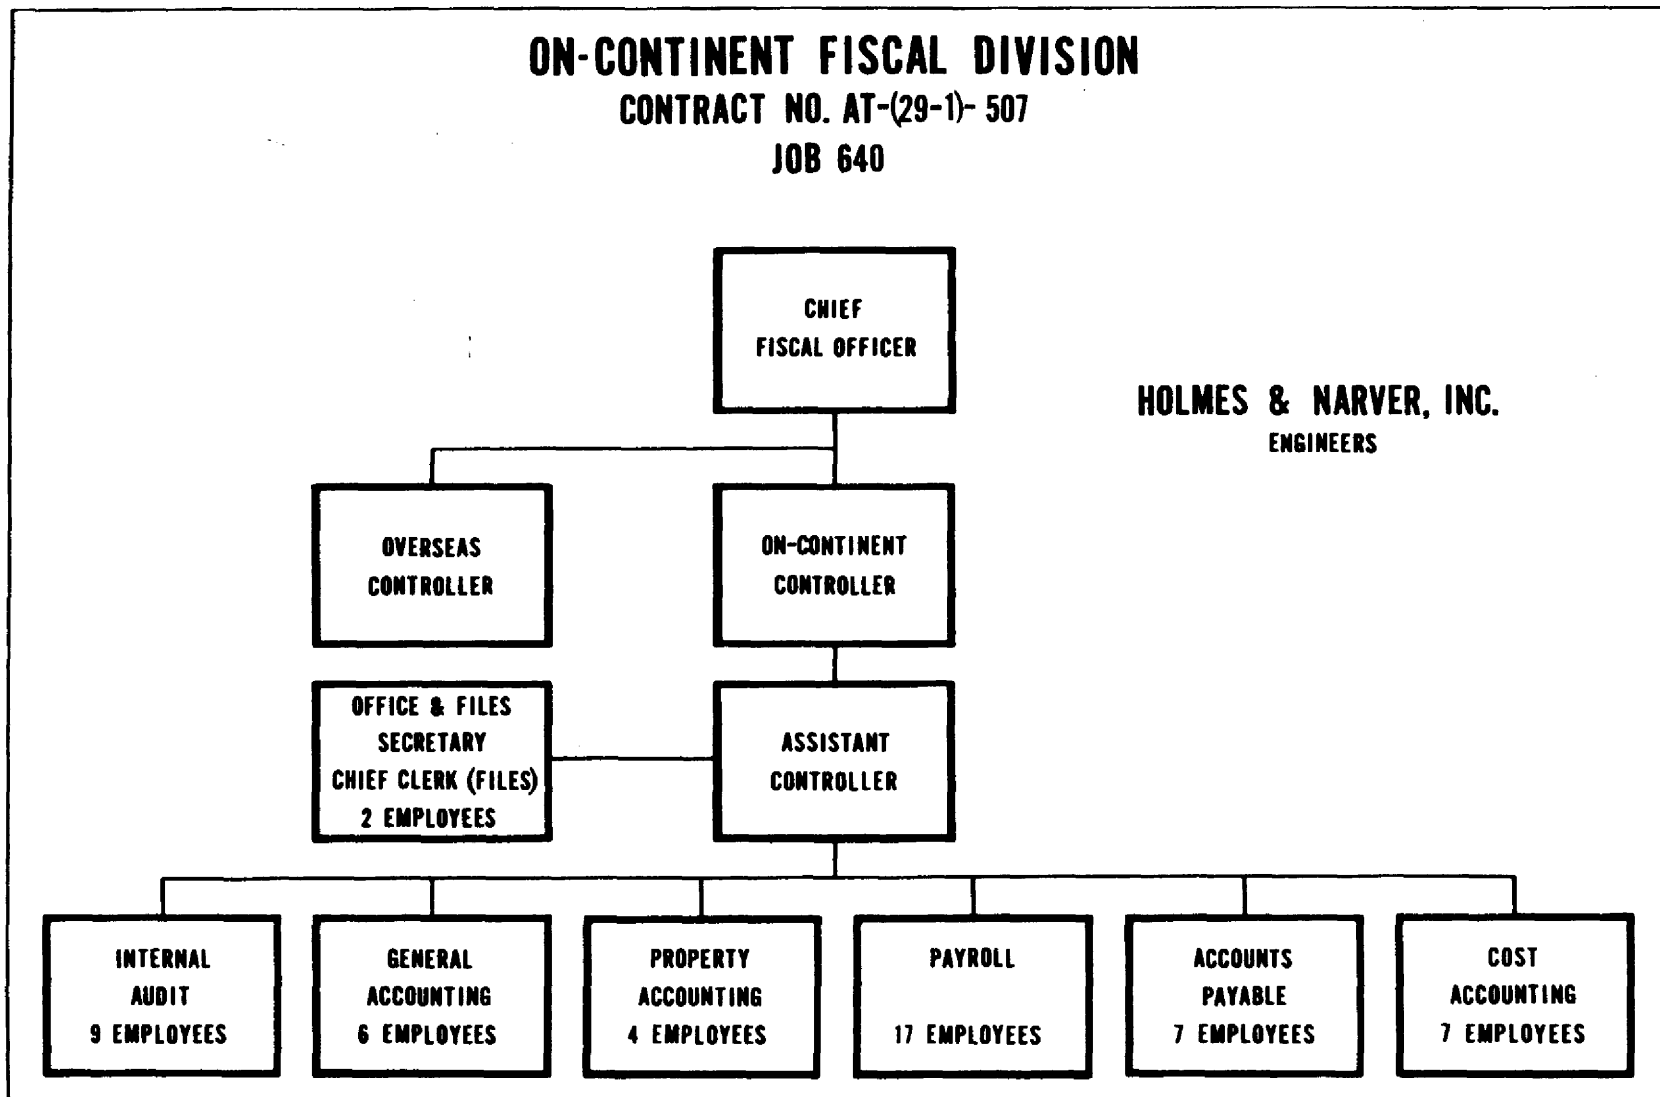 ON-CONTINENT FISCAL DIVISION
CONTRACT NO. AT-(29-1)- 507
JOB 640
CHIEF
FISCAL OFFICER
HOLMES & NARVER, INC.
ENGINEERS
OVERSEAS
CONTROLLER
ON-CONTINENT
CONTROLLER
OFFICE & FILES
SECRETARY
CHIEF CLERK (FILES)
2 EMPLOYEES
ASSISTANT
CONTROLLER
INTERNAL
AUDIT
9 EMPLOYEES
GENERAL
ACCOUNTING
6 EMPLOYEES
PROPERTY
ACCOUNTING
4 EMPLOYEES
PAYROLL
17 EMPLOYEES
ACCOUNTS
PAYABLE
7 EMPLOYEES
COST
ACCOUNTING
7 EMPLOYEES